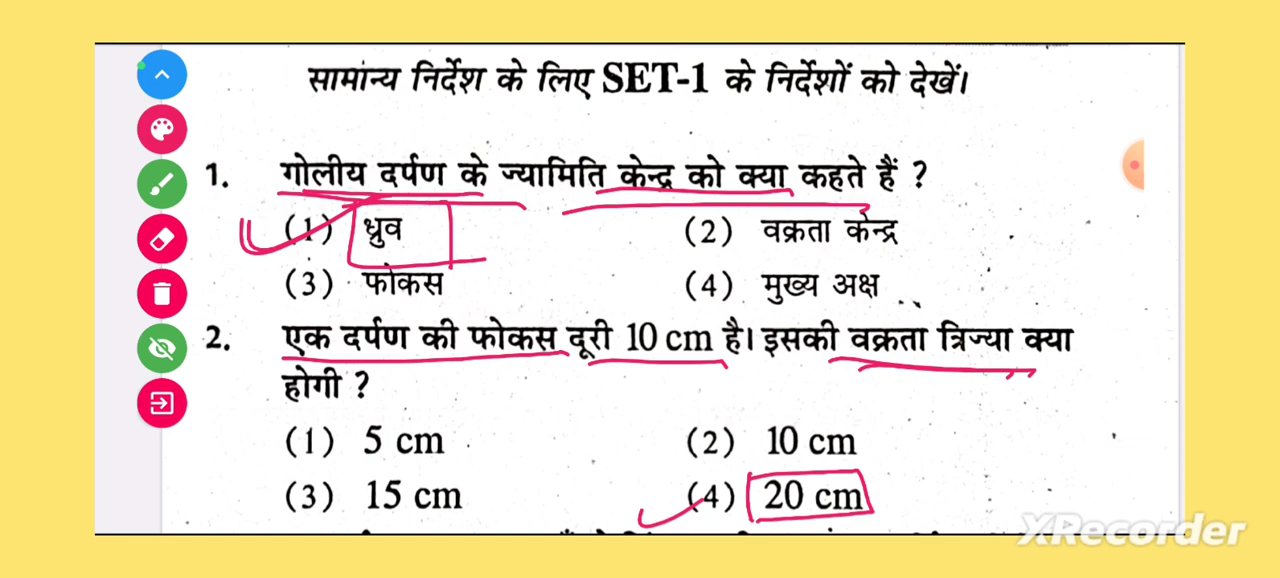 सामान्य निर्देश के लिए SET-1 के निर्देशों को देखें।
1. गोलीय दर्पण के ज्यामिति केन्द्र को क्या कहते हैं ?
(1) ध्रुव (2) वक्रता केन्द्र
(3) फोकस (4) मुख्य अक्ष
2. एक दर्पण की फोकस दूरी 10 cm है। इसकी वक्रता त्रिज्या क्या
होगी ?
(1) 5 cm (2) 10 cm
(3) 15 cm (4) 20 cm
XRecorder